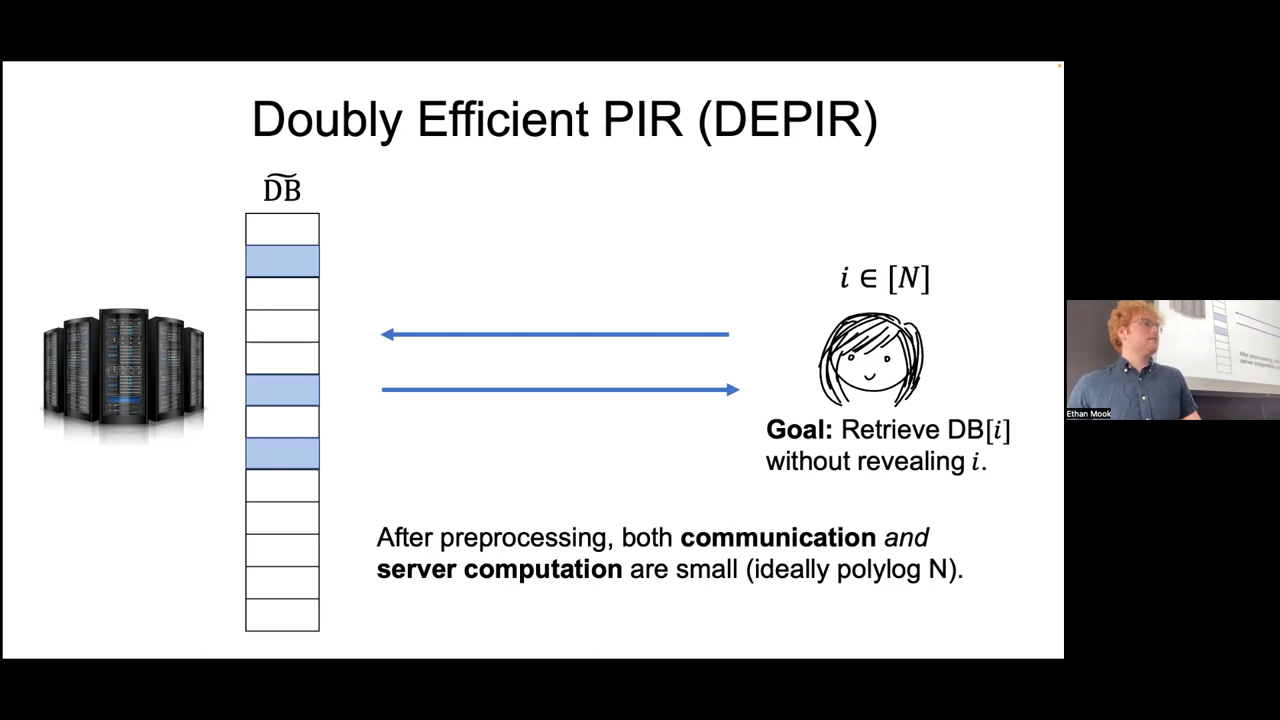 Doubly Efficient PIR (DEPIR)
D͠B
i ∈ [N]
Goal: Retrieve DB[i]
without revealing i.
After preprocessing, both communication and
server computation are small (ideally polylog N).
Ethan Mook